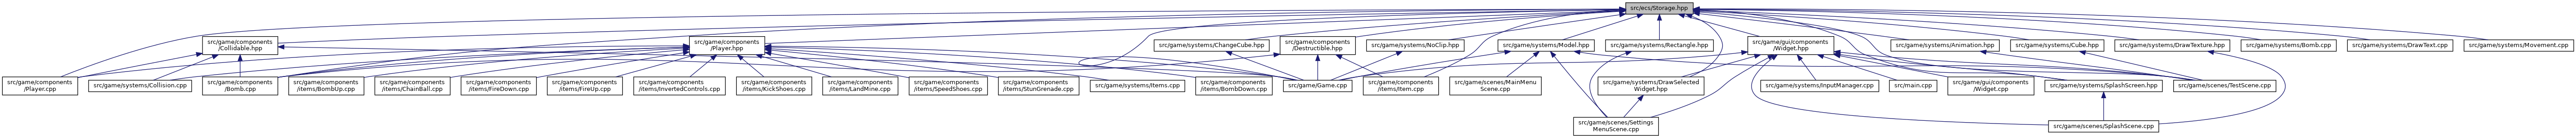 src/ecs/Storage.hpp
src/game/components
/Collidable.hpp
src/game/components
/Player.hpp
src/game/systems/ChangeCube.hpp
src/game/components
/Destructible.hpp
src/game/systems/NoClip.hpp
src/game/systems/Model.hpp
src/game/systems/Rectangle.hpp
src/game/gui/components
/Widget.hpp
src/game/systems/Animation.hpp
src/game/systems/Cube.hpp
src/game/systems/DrawTexture.hpp
src/game/systems/Bomb.cpp
src/game/systems/DrawText.cpp
src/game/systems/Movement.cpp
src/game/components
/Player.cpp
src/game/systems/Collision.cpp
src/game/components
/Bomb.cpp
src/game/components
/items/BombUp.cpp
src/game/components
/items/ChainBall.cpp
src/game/components
/items/FireDown.cpp
src/game/components
/items/FireUp.cpp
src/game/components
/items/InvertedControls.cpp
src/game/components
/items/KickShoes.cpp
src/game/components
/items/LandMine.cpp
src/game/components
/items/SpeedShoes.cpp
src/game/components
/items/StunGrenade.cpp
src/game/systems/Items.cpp
src/game/components
/items/BombDown.cpp
src/game/Game.cpp
src/game/components
/items/Item.cpp
src/game/scenes/MainMenu
Scene.cpp
src/game/systems/DrawSelected
Widget.hpp
src/game/systems/InputManager.cpp
src/main.cpp
src/game/gui/components
/Widget.cpp
src/game/systems/SplashScreen.hpp
src/game/scenes/TestScene.cpp
src/game/scenes/Settings
MenuScene.cpp
src/game/scenes/SplashScene.cpp